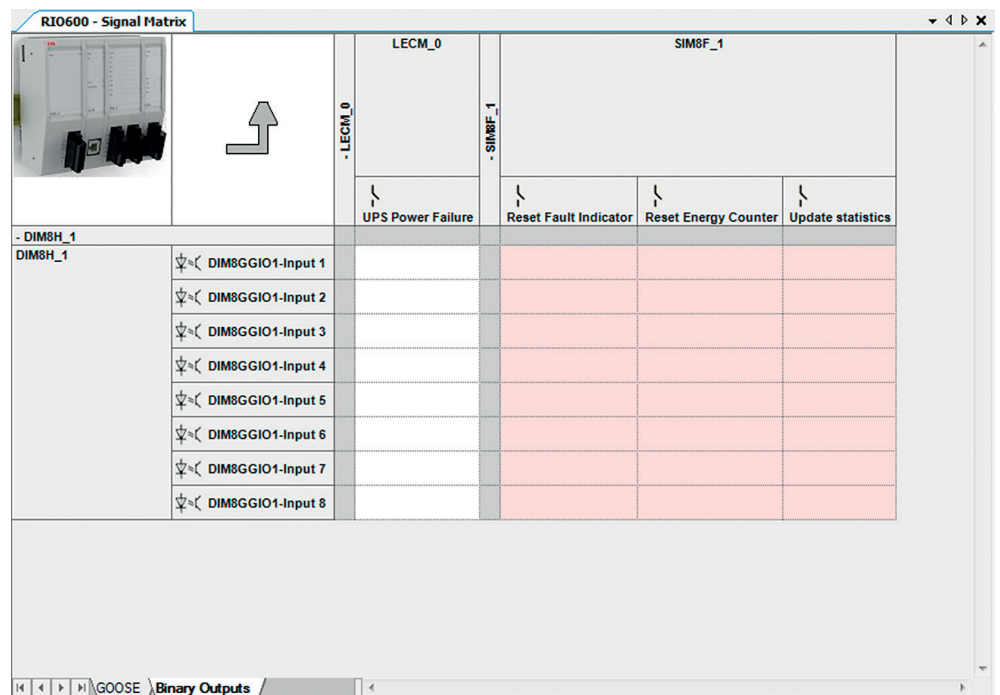 RIO600 - Signal Matrix
LECM_0
SIM8F_1
- LECM_0
- SIM8F_1
UPS Power Failure
Reset Fault Indicator
Reset Energy Counter
Update statistics
- DIM8H_1
DIM8H_1
DIM8GGIO1-Input 1
DIM8GGIO1-Input 2
DIM8GGIO1-Input 3
DIM8GGIO1-Input 4
DIM8GGIO1-Input 5
DIM8GGIO1-Input 6
DIM8GGIO1-Input 7
DIM8GGIO1-Input 8
GOOSE
Binary Outputs